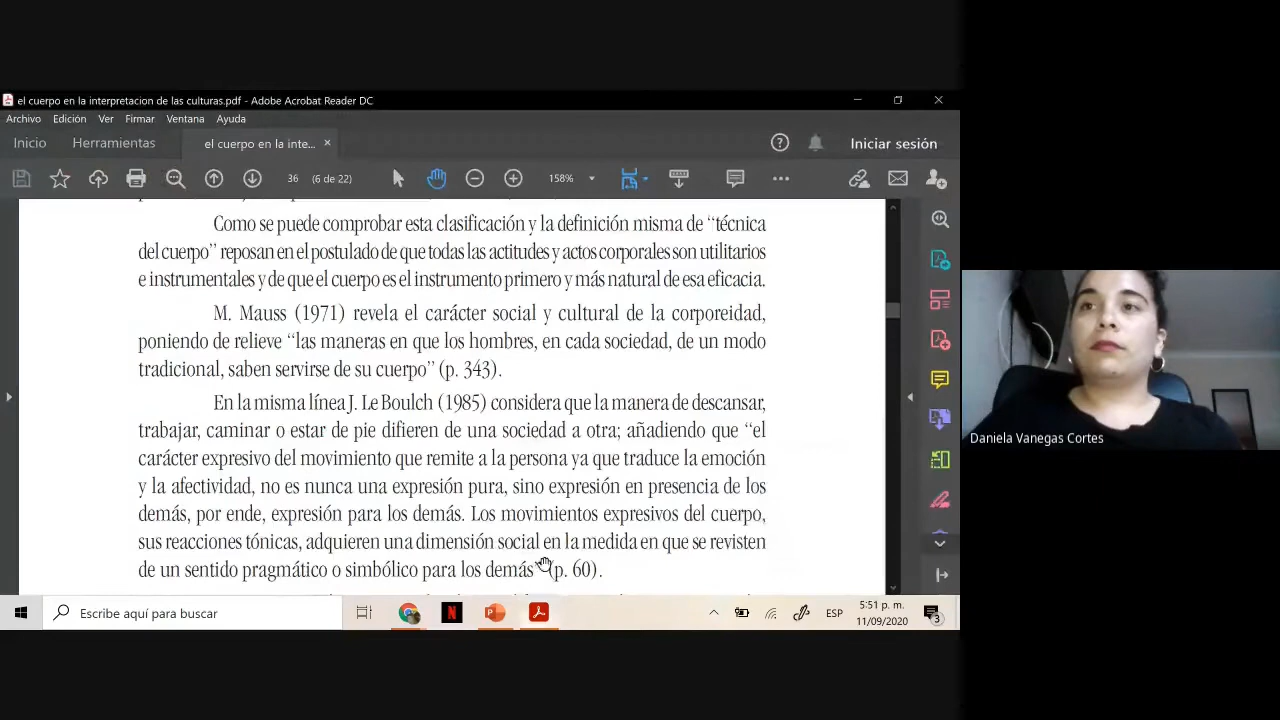 el cuerpo en la interpretacion de las culturas.pdf - Adobe Acrobat Reader DC
Archivo Edición Ver Firmar Ventana Ayuda
Inicio Herramientas el cuerpo en la inte... × Iniciar sesión
36 (6 de 22) 158%
Como se puede comprobar esta clasificación y la definición misma de “técnica
del cuerpo” reposan en el postulado de que todas las actitudes y actos corporales son utilitarios
e instrumentales y de que el cuerpo es el instrumento primero y más natural de esa eficacia.
M. Mauss (1971) revela el carácter social y cultural de la corporeidad,
poniendo de relieve “las maneras en que los hombres, en cada sociedad, de un modo
tradicional, saben servirse de su cuerpo” (p. 343).
En la misma línea J. Le Boulch (1985) considera que la manera de descansar,
trabajar, caminar o estar de pie difieren de una sociedad a otra; añadiendo que “el
carácter expresivo del movimiento que remite a la persona ya que traduce la emoción
y la afectividad, no es nunca una expresión pura, sino expresión en presencia de los
demás, por ende, expresión para los demás. Los movimientos expresivos del cuerpo,
sus reacciones tónicas, adquieren una dimensión social en la medida en que se revisten
de un sentido pragmático o simbólico para los demás” (p. 60).
Daniela Vanegas Cortes
Escribe aquí para buscar
ESP
5:51 p. m.
11/09/2020
3